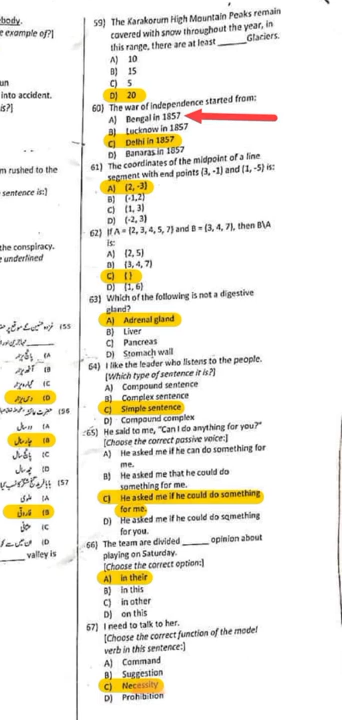 body.
e example of?]
un
into accident.
is?]
m rushed to the
sentence is:]
the conspiracy.
e underlined
55)
(A
(B
(C
(D
56)
(A
(B
(C
(D
57)
(A
(B
(C
(D
valley is
59) The Karakorum High Mountain Peaks remain
covered with snow throughout the year, in
this range, there are at least ______Glaciers.
A) 10
B) 15
C) 5
D) 20
60) The war of independence started from:
A) Bengal in 1857
B) Lucknow in 1857
C) Delhi in 1857
D) Banaras in 1857
61) The coordinates of the midpoint of a line
segment with end points (3, -1) and (1, -5) is:
A) (2, -3)
B) (-1,2)
C) (1, 3)
D) (-2, 3)
62) If A = {2, 3, 4, 5, 7} and B = {3, 4, 7}, then B\A
is:
A) {2, 5}
B) {3, 4, 7}
C) { }
D) {1, 6}
63) Which of the following is not a digestive
gland?
A) Adrenal gland
B) Liver
C) Pancreas
D) Stomach wall
64) I like the leader who listens to the people.
[Which type of sentence it is?]
A) Compound sentence
B) Complex sentence
C) Simple sentence
D) Compound complex
65) He said to me, "Can I do anything for you?"
[Choose the correct passive voice:]
A) He asked me if he can do something for
me.
B) He asked me that he could do
something for me.
C) He asked me if he could do something
for me.
D) He asked me if he could do something
for you.
66) The team are divided ______ opinion about
playing on Saturday.
[Choose the correct option:]
A) in their
B) in this
C) in other
D) on this
67) I need to talk to her.
[Choose the correct function of the model
verb in this sentence:]
A) Command
B) Suggestion
C) Necessity
D) Prohibition